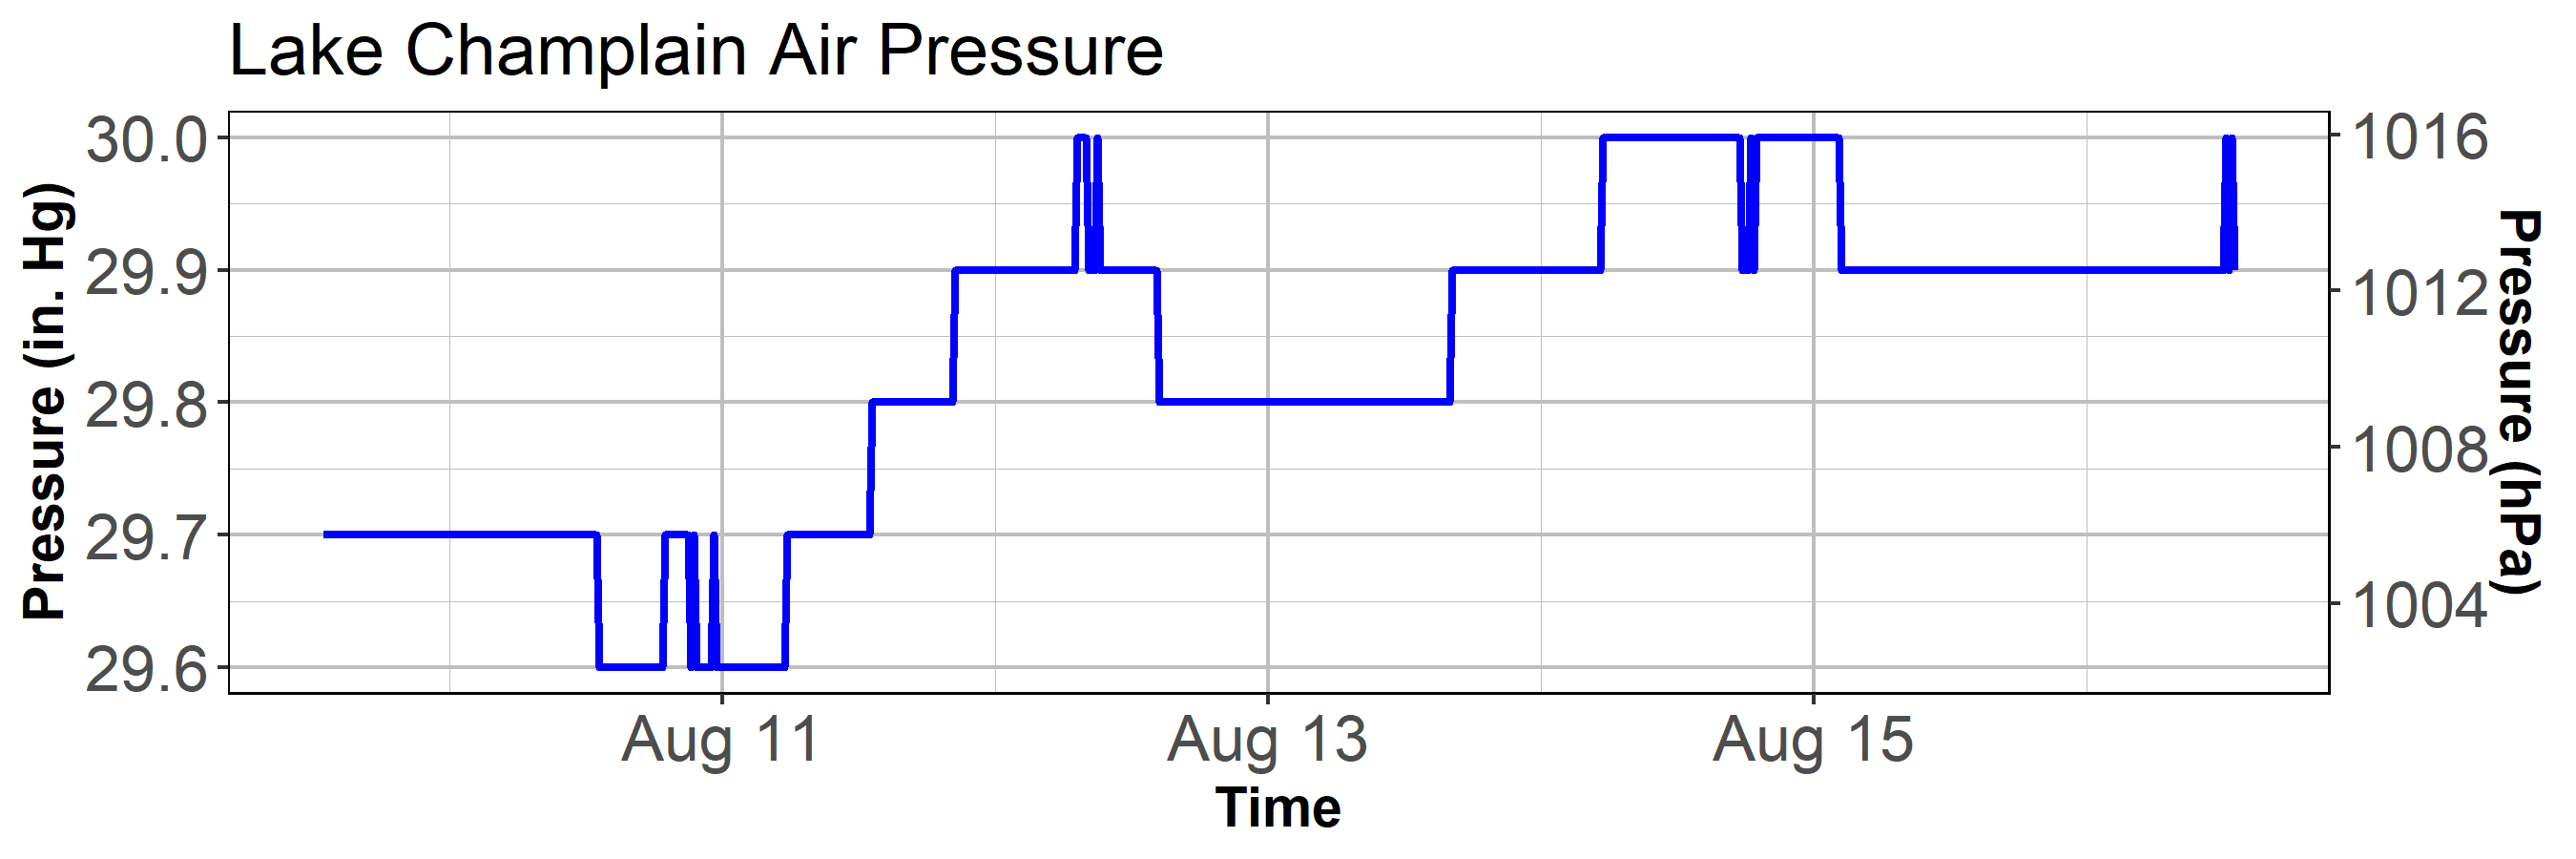 Lake Champlain Air Pressure
Pressure (in. Hg)
30.0
29.9
29.8
29.7
29.6
1016
1012
1008
1004
Pressure (hPa)
Aug 11
Aug 13
Aug 15
Time